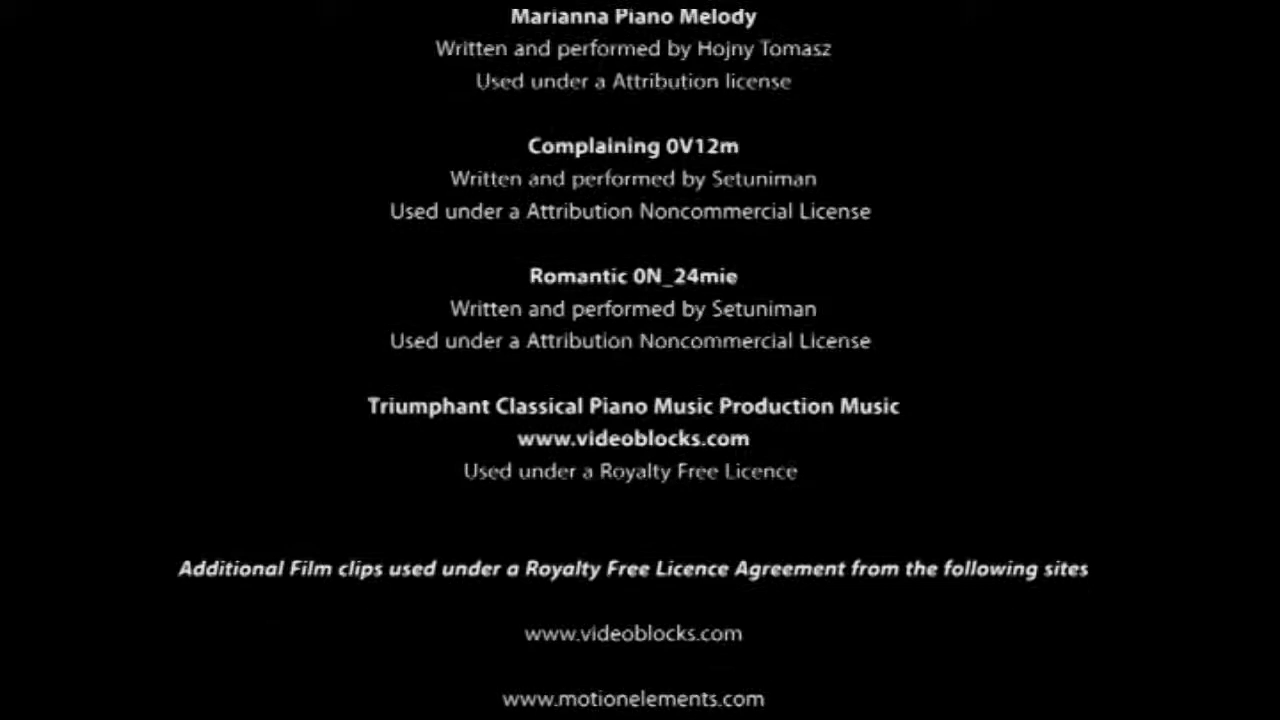 Marianna Piano Melody
Written and performed by Hojny Tomasz
Used under a Attribution license
Complaining 0V12m
Written and performed by Setuniman
Used under a Attribution Noncommercial License
Romantic 0N_24mie
Written and performed by Setuniman
Used under a Attribution Noncommercial License
Triumphant Classical Piano Music Production Music
www.videoblocks.com
Used under a Royalty Free Licence
Additional Film clips used under a Royalty Free Licence Agreement from the following sites
www.videoblocks.com
www.motionelements.com